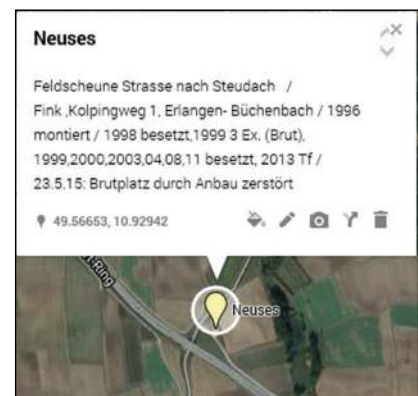 Neuses
Feldscheune Strasse nach Steudach /
Fink ,Kolpingweg 1, Erlangen- Büchenbach / 1996
montiert / 1998 besetzt,1999 3 Ex. (Brut),
1999,2000,2003,04,08,11 besetzt, 2013 Tf /
23.5.15: Brutplatz durch Anbau zerstört
49.56653, 10.92942
Neuses